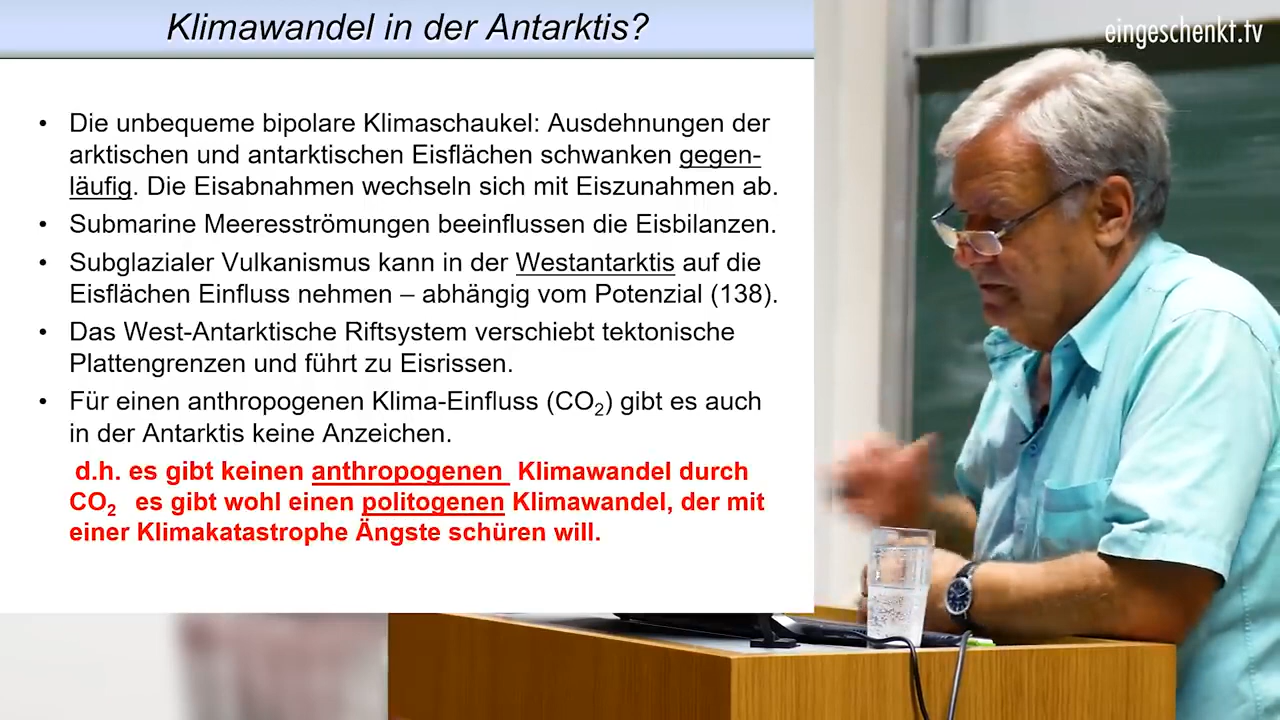 Klimawandel in der Antarktis?
eingeschenkt.tv
• Die unbequeme bipolare Klimaschaukel: Ausdehnungen der
arktischen und antarktischen Eisflächen schwanken gegen-
läufig. Die Eisabnahmen wechseln sich mit Eiszunahmen ab.
• Submarine Meeresströmungen beeinflussen die Eisbilanzen.
• Subglazialer Vulkanismus kann in der Westantarktis auf die
Eisflächen Einfluss nehmen – abhängig vom Potenzial (138).
• Das West-Antarktische Riftsystem verschiebt tektonische
Plattengrenzen und führt zu Eisrissen.
• Für einen anthropogenen Klima-Einfluss (CO₂) gibt es auch
in der Antarktis keine Anzeichen.
d.h. es gibt keinen anthropogenen Klimawandel durch
CO₂ es gibt wohl einen politogenen Klimawandel, der mit
einer Klimakatastrophe Ängste schüren will.